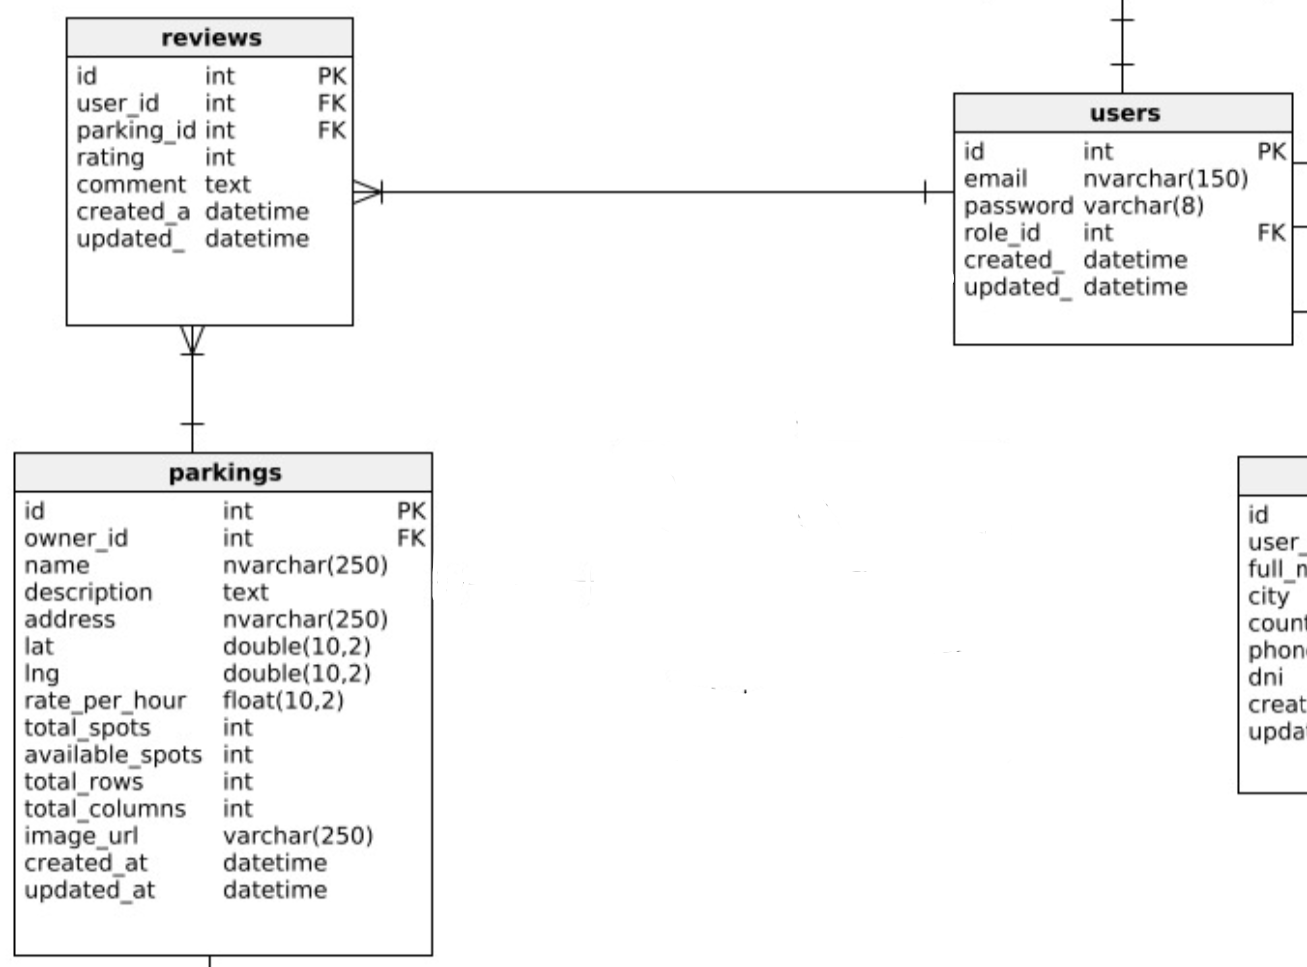 reviews
id int PK
user_id int FK
parking_id int FK
rating int
comment text
created_a datetime
updated_ datetime
users
id int PK
email nvarchar(150)
password varchar(8)
role_id int FK
created_ datetime
updated_ datetime
parkings
id int PK
owner_id int FK
name nvarchar(250)
description text
address nvarchar(250)
lat double(10,2)
lng double(10,2)
rate_per_hour float(10,2)
total_spots int
available_spots int
total_rows int
total_columns int
image_url varchar(250)
created_at datetime
updated_at datetime
id
user_
full_n
city
count
phon
dni
creat
upda